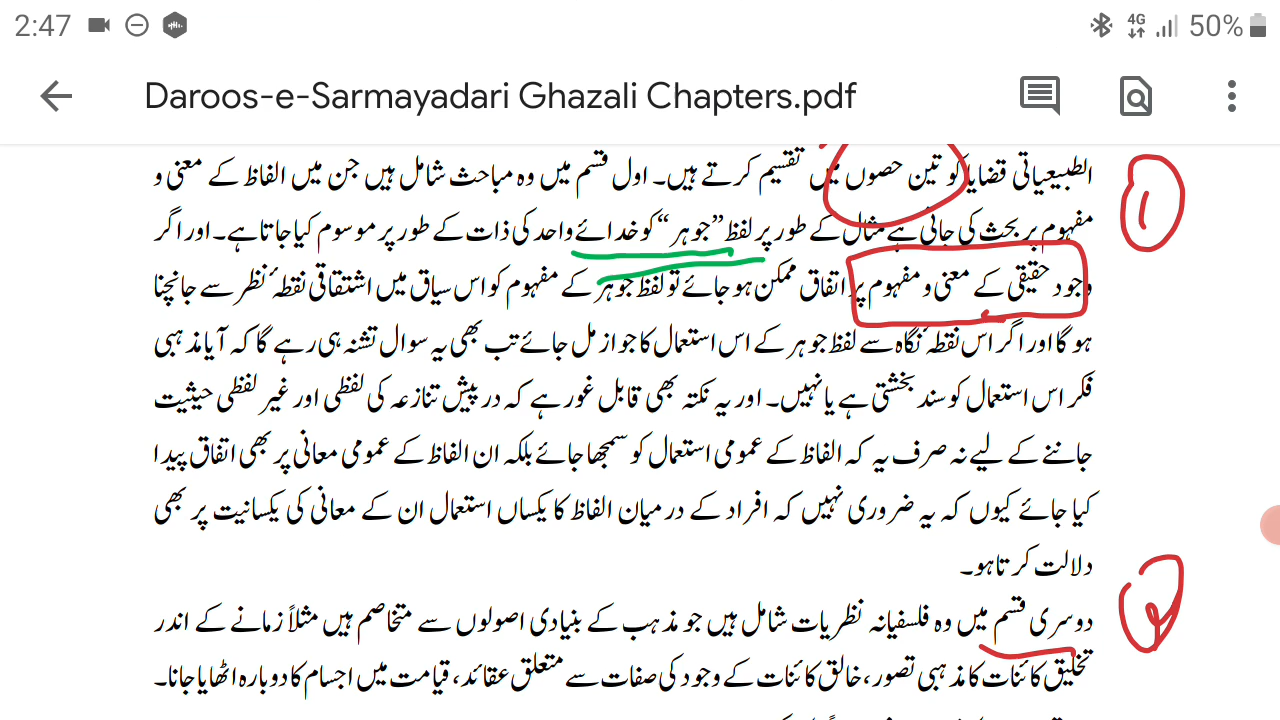 2:47
4G
50%
Daroos-e-Sarmayadari Ghazali Chapters.pdf
الطبیعیاتی قضایا کو تین حصوں میں تقسیم کرتے ہیں۔ اول قسم میں وہ مباحث شامل ہیں جن میں الفاظ کے معنی و
مفہوم پر بحث کی جاتی ہے مثال کے طور پر لفظ ”جوہر“ کو خدائے واحد کی ذات کے طور پر موسوم کیا جاتا ہے۔ اور اگر
وجود حقیقی کے معنی و مفہوم پر اتفاق ممکن ہو جائے تو لفظ جوہر کے مفہوم کو اس سیاق میں اشتقاقی نقطۂ نظر سے جانچنا
ہو گا اور اگر اس نقطۂ نگاہ سے لفظ جوہر کے اس استعمال کا جواز مل جائے تب بھی یہ سوال تشنہ ہی رہے گا کہ آیا مذہبی
فکر اس استعمال کو سند بخشتی ہے یا نہیں۔ اور یہ نکتہ بھی قابل غور ہے کہ درپیش تنازعہ کی لفظی اور غیر لفظی حیثیت
جاننے کے لیے نہ صرف یہ کہ الفاظ کے عمومی استعمال کو سمجھا جائے بلکہ ان الفاظ کے عمومی معانی پر بھی اتفاق پیدا
کیا جائے کیوں کہ یہ ضروری نہیں کہ افراد کے درمیان الفاظ کا یکساں استعمال ان کے معانی کی یکسانیت پر بھی
دلالت کرتا ہو۔
دوسری قسم میں وہ فلسفیانہ نظریات شامل ہیں جو مذہب کے بنیادی اصولوں سے متخاصم ہیں مثلاً زمانے کے اندر
تخلیق کائنات کا مذہبی تصور، خالق کائنات کے وجود کی صفات سے متعلق عقائد، قیامت میں اجسام کا دوبارہ اٹھایا جانا۔